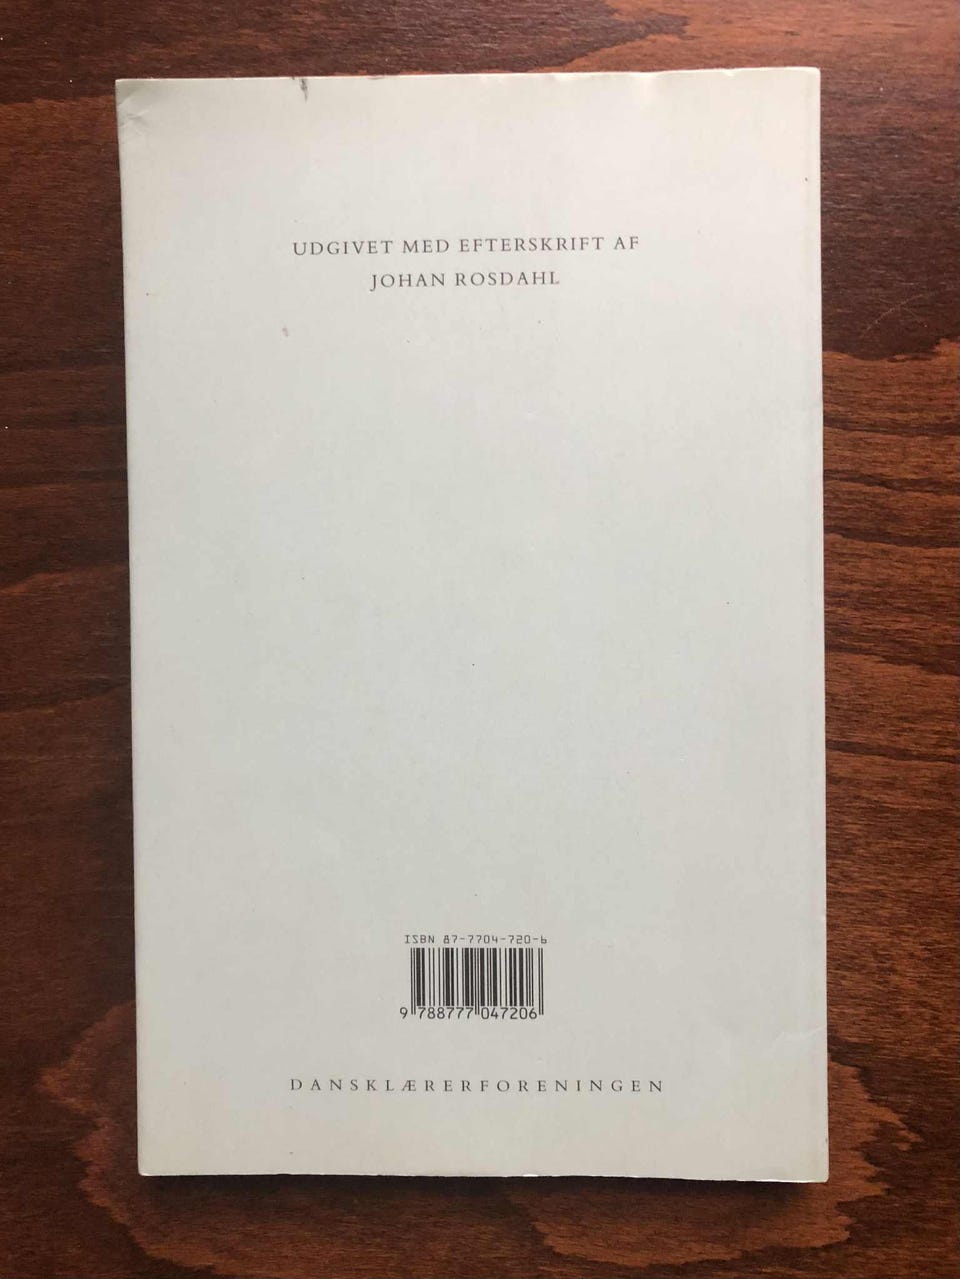 UDGIVET MED EFTERSKRIFT AF
JOHAN ROSDAHL
ISBN 87-7704-720-6
9 788777 047206
DANSKLÆRERFORENINGEN